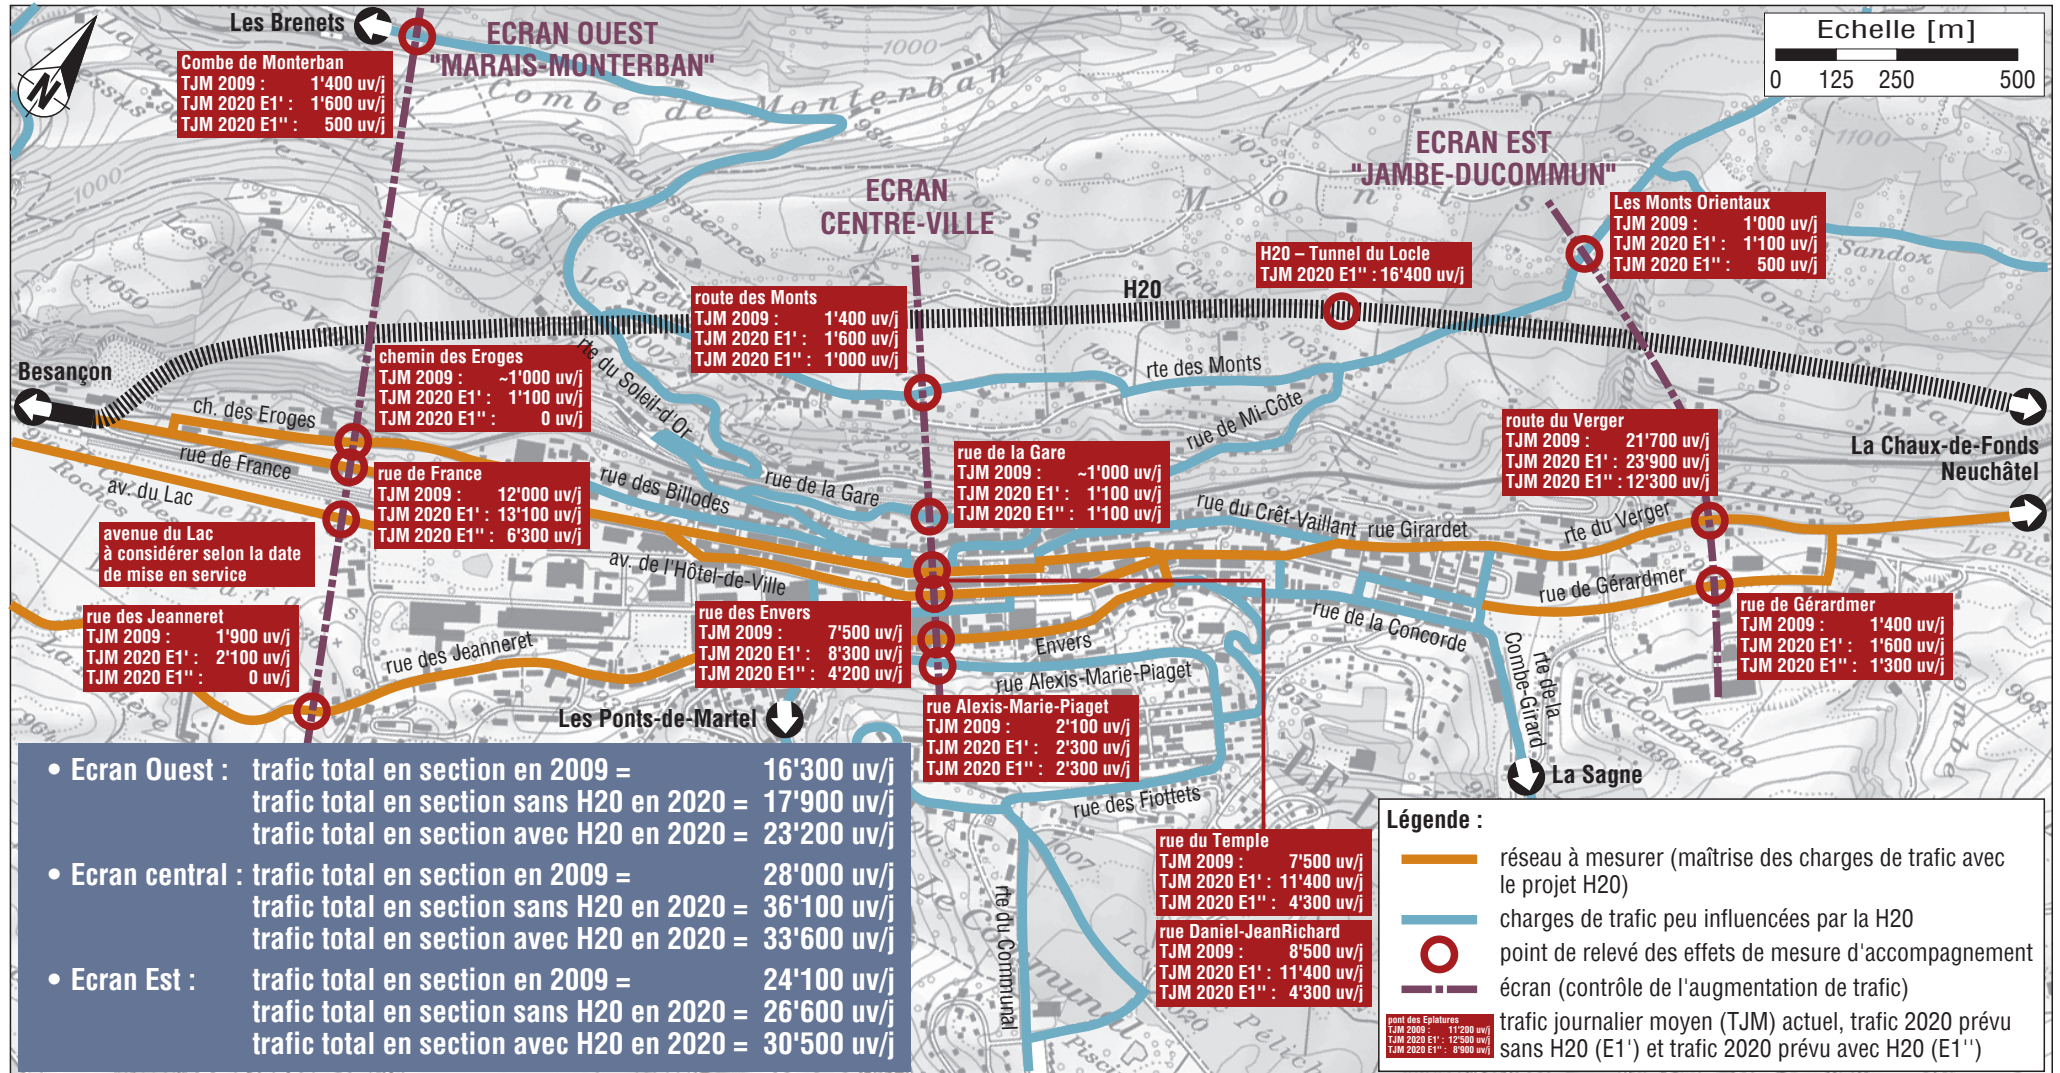 Les Brenets
ECRAN OUEST
"MARAIS-MONTERBAN"
Echelle [m]
0 125 250 500
N
Combe de Monterban
TJM 2009 : 1'400 uv/j
TJM 2020 E1' : 1'600 uv/j
TJM 2020 E1'' : 500 uv/j
Combe de Monterban
ECRAN EST
"JAMBE-DUCOMMUN"
ECRAN
CENTRE-VILLE
Les Monts Orientaux
TJM 2009 : 1'000 uv/j
TJM 2020 E1' : 1'100 uv/j
TJM 2020 E1'' : 500 uv/j
H20 – Tunnel du Locle
TJM 2020 E1'' : 16'400 uv/j
H20
route des Monts
TJM 2009 : 1'400 uv/j
TJM 2020 E1' : 1'600 uv/j
TJM 2020 E1'' : 1'000 uv/j
chemin des Eroges
TJM 2009 : ~1'000 uv/j
TJM 2020 E1' : 1'100 uv/j
TJM 2020 E1'' : 0 uv/j
Besançon
rte du Soleil-d'Or
rte des Monts
rue de Mi-Côte
ch. des Eroges
rue de France
av. du Lac
rue de France
TJM 2009 : 12'000 uv/j
TJM 2020 E1' : 13'100 uv/j
TJM 2020 E1'' : 6'300 uv/j
rue des Billodes
rue de la Gare
rue de la Gare
TJM 2009 : ~1'000 uv/j
TJM 2020 E1' : 1'100 uv/j
TJM 2020 E1'' : 1'100 uv/j
route du Verger
TJM 2009 : 21'700 uv/j
TJM 2020 E1' : 23'900 uv/j
TJM 2020 E1'' : 12'300 uv/j
La Chaux-de-Fonds
Neuchâtel
rue du Crêt-Vaillant
rue Girardet
rte du Verger
avenue du Lac
à considérer selon la date
de mise en service
av. de l'Hôtel-de-Ville
rue de Gérardmer
rue de la Concorde
rue des Jeanneret
TJM 2009 : 1'900 uv/j
TJM 2020 E1' : 2'100 uv/j
TJM 2020 E1'' : 0 uv/j
rue des Jeanneret
rue des Envers
TJM 2009 : 7'500 uv/j
TJM 2020 E1' : 8'300 uv/j
TJM 2020 E1'' : 4'200 uv/j
Envers
rue Alexis-Marie-Piaget
rue de Gérardmer
TJM 2009 : 1'400 uv/j
TJM 2020 E1' : 1'600 uv/j
TJM 2020 E1'' : 1'300 uv/j
rte de la
Combe-Girard
Les Ponts-de-Martel
rue Alexis-Marie-Piaget
TJM 2009 : 2'100 uv/j
TJM 2020 E1' : 2'300 uv/j
TJM 2020 E1'' : 2'300 uv/j
La Sagne
rue des Fiottets
rte du Communal
• Ecran Ouest : trafic total en section en 2009 = 16'300 uv/j
trafic total en section sans H20 en 2020 = 17'900 uv/j
trafic total en section avec H20 en 2020 = 23'200 uv/j
• Ecran central : trafic total en section en 2009 = 28'000 uv/j
trafic total en section sans H20 en 2020 = 36'100 uv/j
trafic total en section avec H20 en 2020 = 33'600 uv/j
• Ecran Est : trafic total en section en 2009 = 24'100 uv/j
trafic total en section sans H20 en 2020 = 26'600 uv/j
trafic total en section avec H20 en 2020 = 30'500 uv/j
rue du Temple
TJM 2009 : 7'500 uv/j
TJM 2020 E1' : 11'400 uv/j
TJM 2020 E1'' : 4'300 uv/j
rue Daniel-JeanRichard
TJM 2009 : 8'500 uv/j
TJM 2020 E1' : 11'400 uv/j
TJM 2020 E1'' : 4'300 uv/j
Légende :
réseau à mesurer (maîtrise des charges de trafic avec
le projet H20)
charges de trafic peu influencées par la H20
point de relevé des effets de mesure d'accompagnement
écran (contrôle de l'augmentation de trafic)
pont des Eplatures
TJM 2009 : 11'200 uv/j
TJM 2020 E1' : 12'500 uv/j
TJM 2020 E1'' : 8'900 uv/j
trafic journalier moyen (TJM) actuel, trafic 2020 prévu
sans H20 (E1') et trafic 2020 prévu avec H20 (E1'')